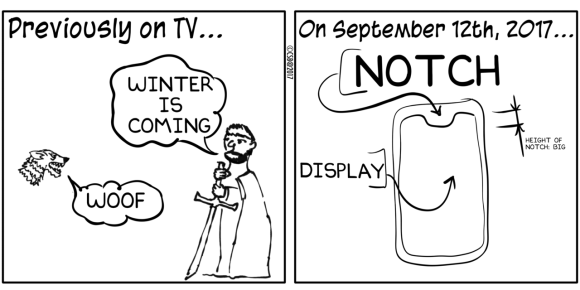 Previously on TV...
WINTER
IS
COMING
WOOF
On September 12th, 2017...
NOTCH
HEIGHT OF
NOTCH: BIG
DISPLAY